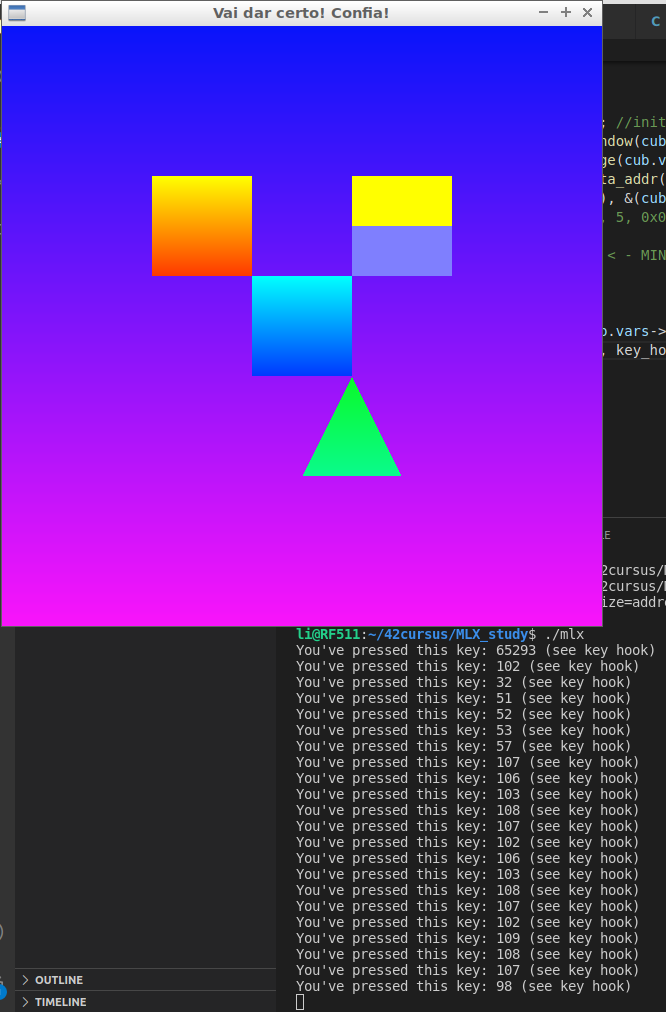 Vai dar certo! Confia!
C
; //init
ndow(cub
ge(cub.v
ta_addr(
), &(cub
, 5, 0x0
< - MIN
b.vars->
, key_ho
LE
2cursus/M
2cursus/M
ize=addre
li@RF511:~/42cursus/MLX_study$ ./mlx
You've pressed this key: 65293 (see key hook)
You've pressed this key: 102 (see key hook)
You've pressed this key: 32 (see key hook)
You've pressed this key: 51 (see key hook)
You've pressed this key: 52 (see key hook)
You've pressed this key: 53 (see key hook)
You've pressed this key: 57 (see key hook)
You've pressed this key: 107 (see key hook)
You've pressed this key: 106 (see key hook)
You've pressed this key: 103 (see key hook)
You've pressed this key: 108 (see key hook)
You've pressed this key: 107 (see key hook)
You've pressed this key: 102 (see key hook)
You've pressed this key: 106 (see key hook)
You've pressed this key: 103 (see key hook)
You've pressed this key: 108 (see key hook)
You've pressed this key: 107 (see key hook)
You've pressed this key: 102 (see key hook)
You've pressed this key: 109 (see key hook)
You've pressed this key: 108 (see key hook)
You've pressed this key: 107 (see key hook)
You've pressed this key: 98 (see key hook)
OUTLINE
TIMELINE